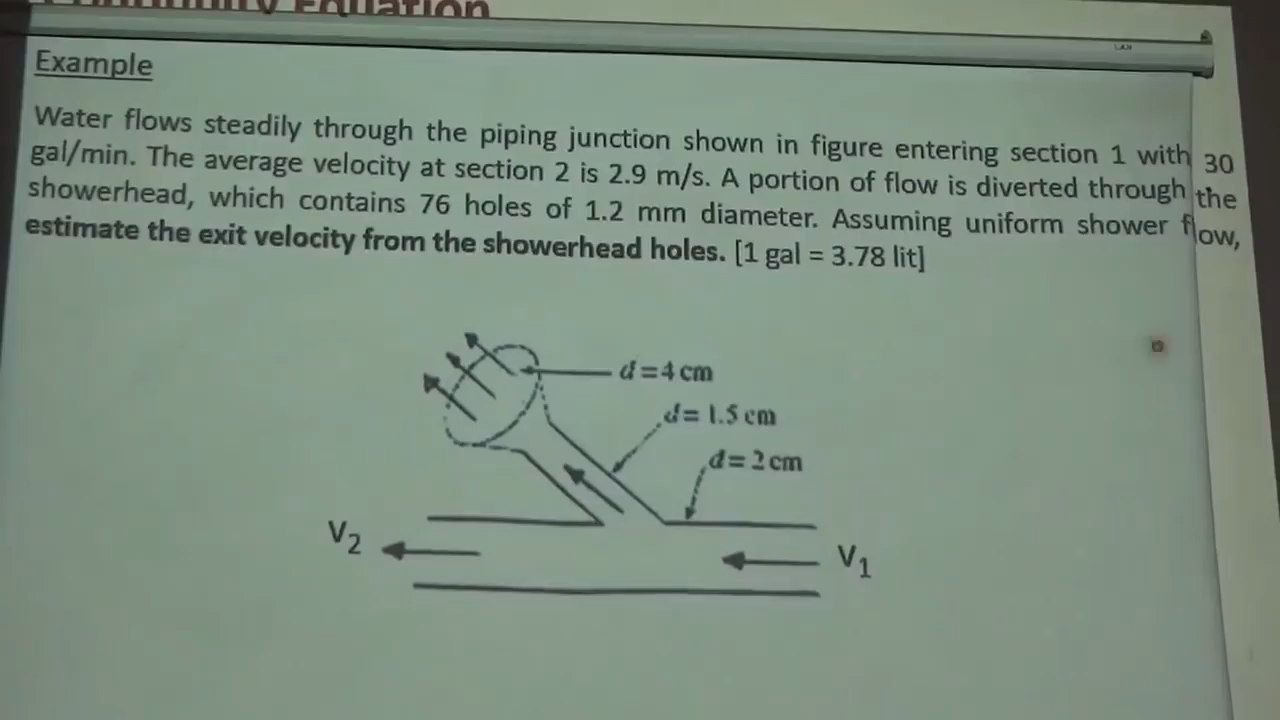 Equation
Example
Water flows steadily through the piping junction shown in figure entering section 1 with 30
gal/min. The average velocity at section 2 is 2.9 m/s. A portion of flow is diverted through the
showerhead, which contains 76 holes of 1.2 mm diameter. Assuming uniform shower flow,
estimate the exit velocity from the showerhead holes. [1 gal = 3.78 lit]
d=4 cm
d= 1.5 cm
d= 2 cm
V2
V1